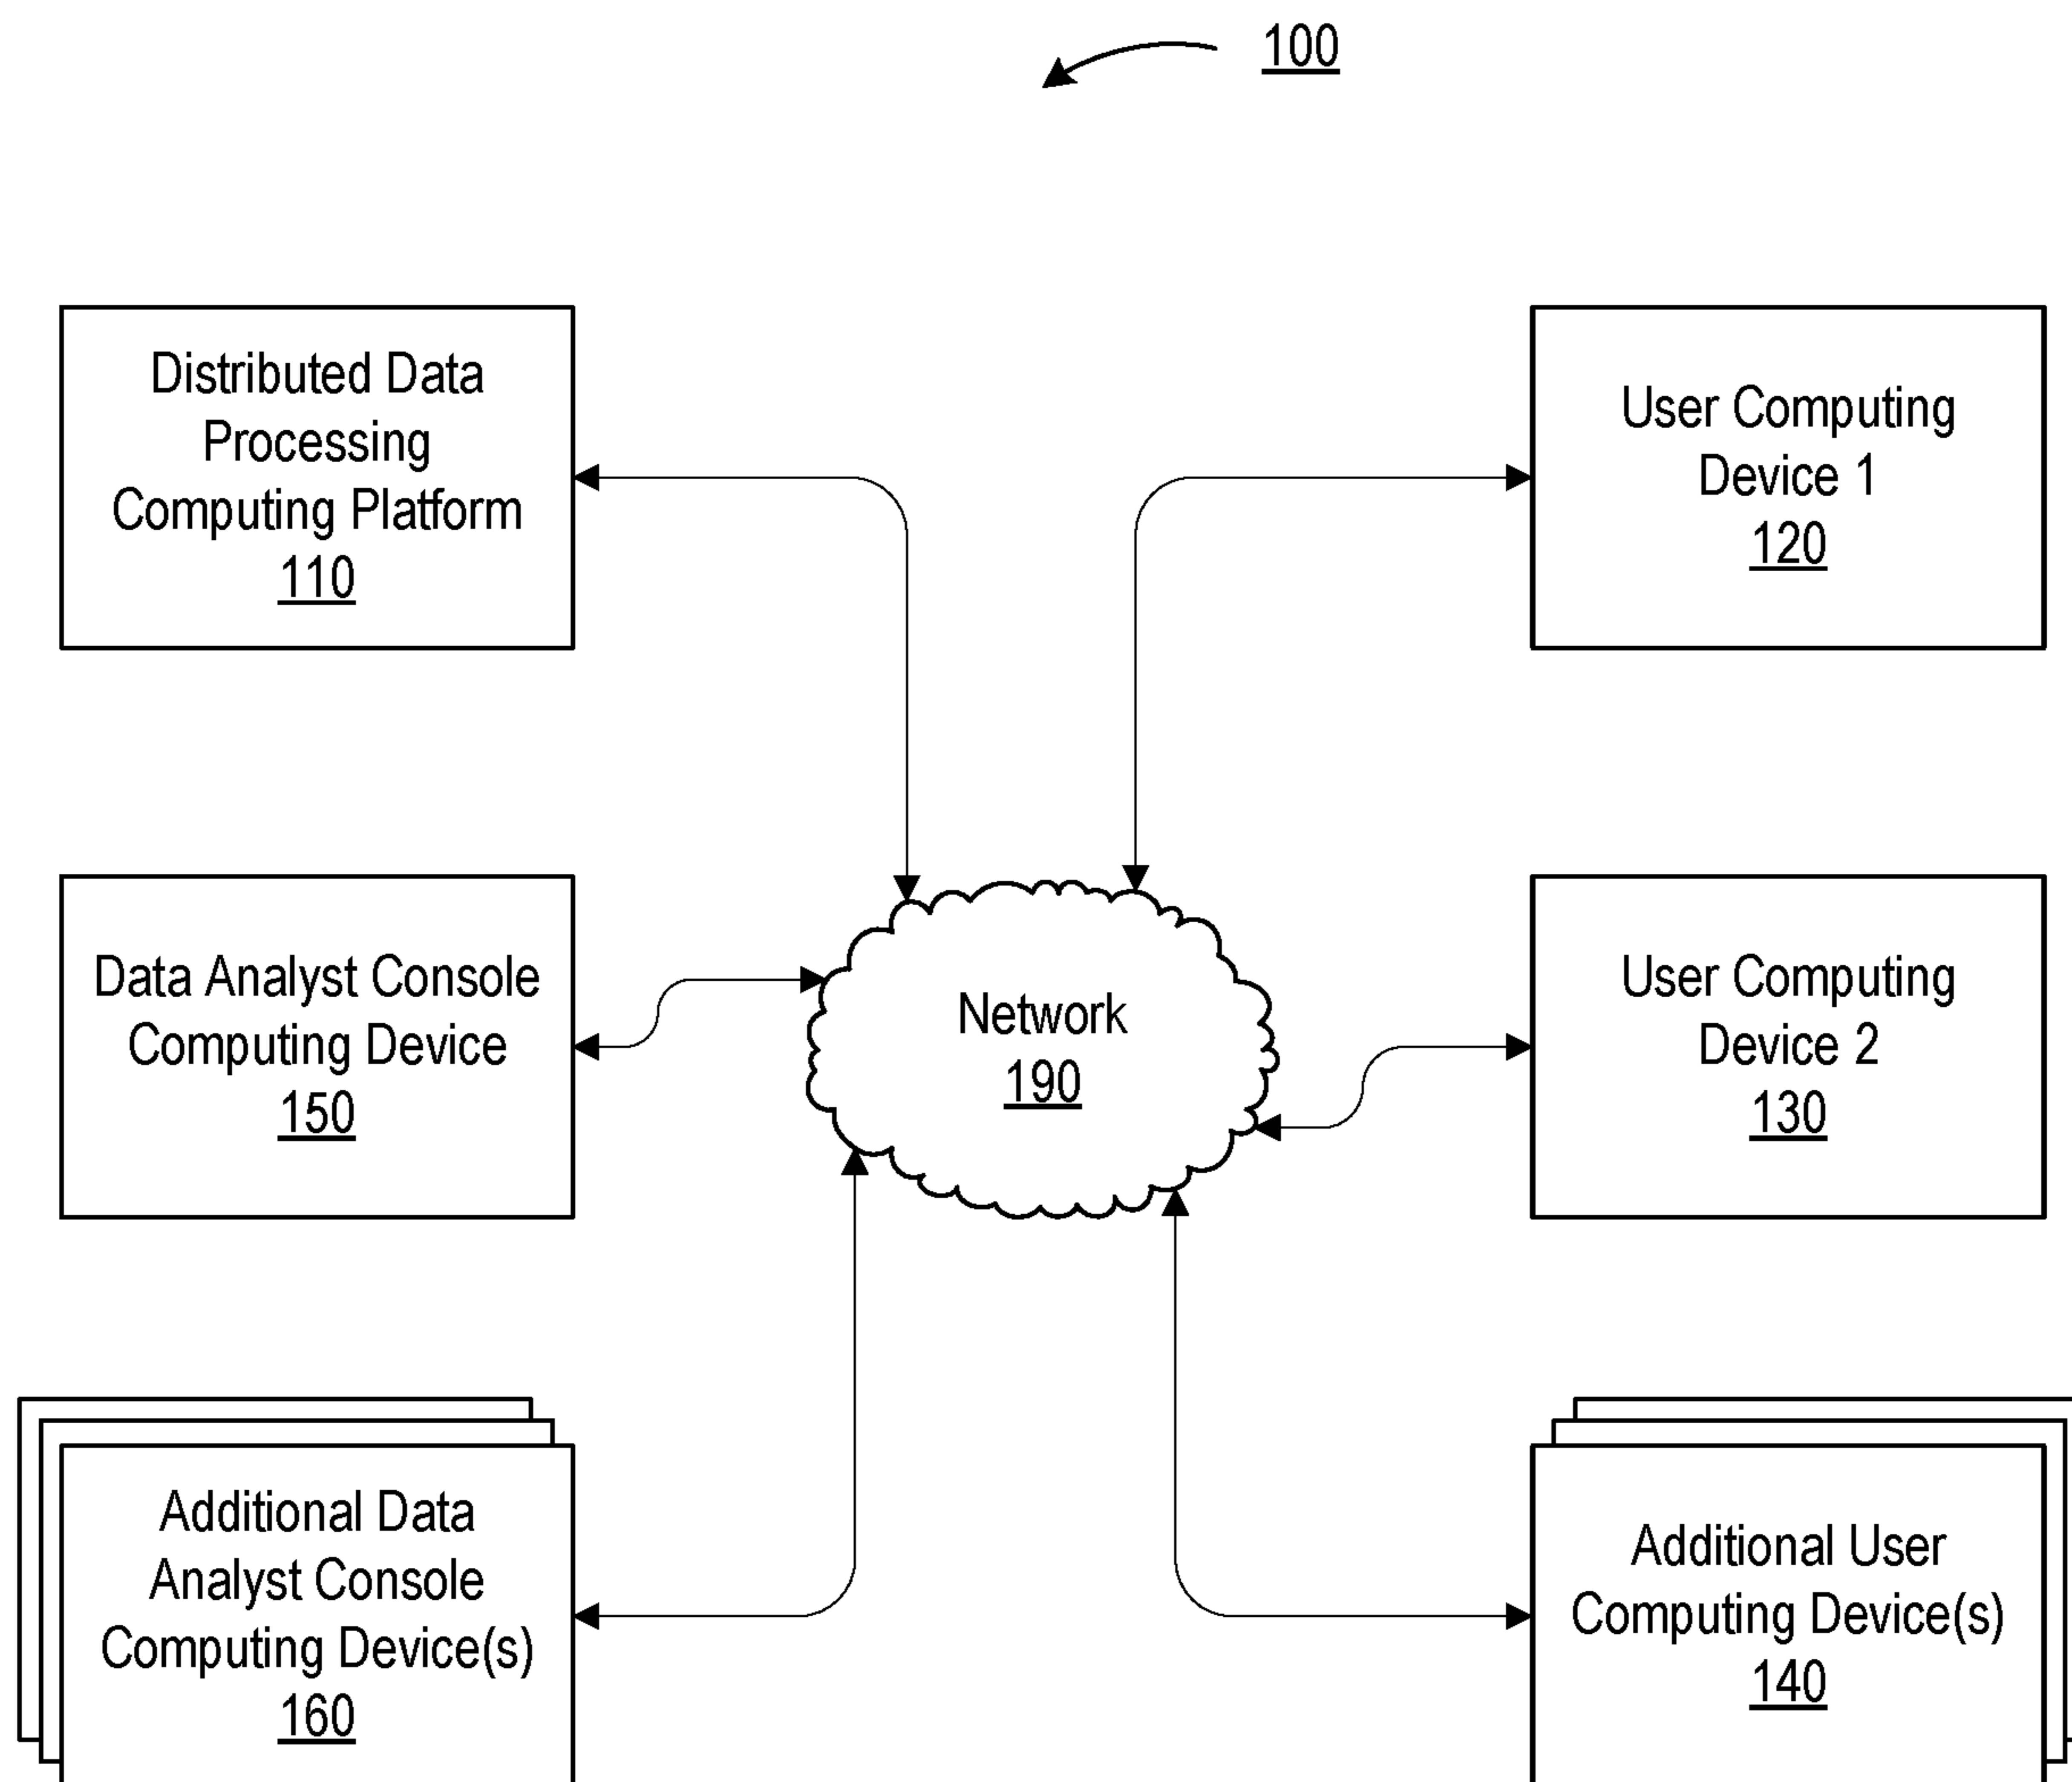 100
Distributed Data
Processing
Computing Platform
110
User Computing
Device 1
120
Data Analyst Console
Computing Device
150
Network
190
User Computing
Device 2
130
Additional Data
Analyst Console
Computing Device(s)
160
Additional User
Computing Device(s)
140